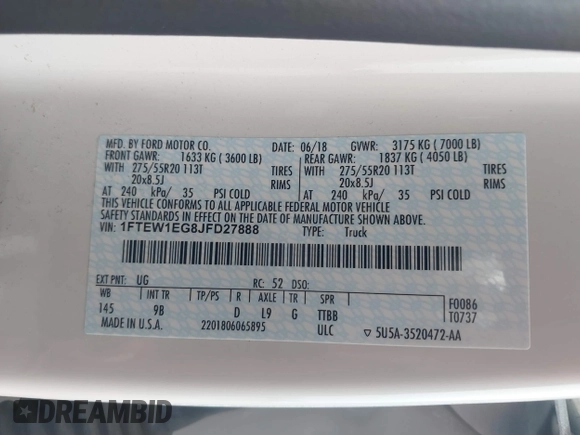 MFD. BY FORD MOTOR CO.
DATE: 06/18 GVWR: 3175 KG ( 7000 LB)
FRONT GAWR: 1633 KG ( 3600 LB) REAR GAWR: 1837 KG ( 4050 LB)
WITH 275/55R20 113T TIRES WITH 275/55R20 113T TIRES
20x8.5J RIMS 20x8.5J RIMS
AT 240 kPa/ 35 PSI COLD AT 240 kPa/ 35 PSI COLD
THIS VEHICLE CONFORMS TO ALL APPLICABLE FEDERAL MOTOR VEHICLE
SAFETY STANDARDS IN EFFECT ON THE DATE OF MANUFACTURE SHOWN ABOVE.
VIN: 1FTEW1EG8JFD27888 TYPE: Truck
EXT PNT: UG RC: 52 DSO:
WB INT TR TP/PS R AXLE TR SPR F0086
145 9B D L9 G TTBB T0737
MADE IN U.S.A. 2201806065895 ULC ▽ 5U5A-3520472-AA
DREAMBID